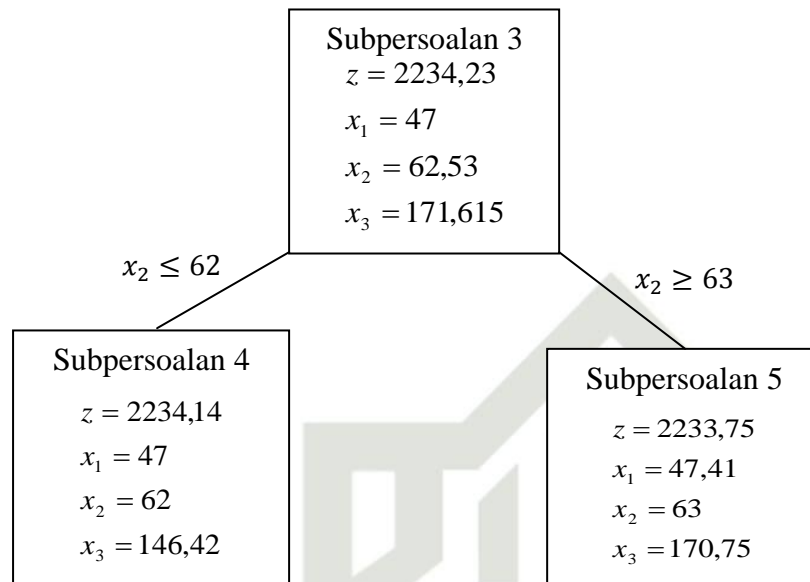 Subpersoalan 3
z = 2234,23
x₁ = 47
x₂ = 62,53
x₃ = 171,615
x₂ ≤ 62
x₂ ≥ 63
Subpersoalan 4
z = 2234,14
x₁ = 47
x₂ = 62
x₃ = 146,42
Subpersoalan 5
z = 2233,75
x₁ = 47,41
x₂ = 63
x₃ = 170,75